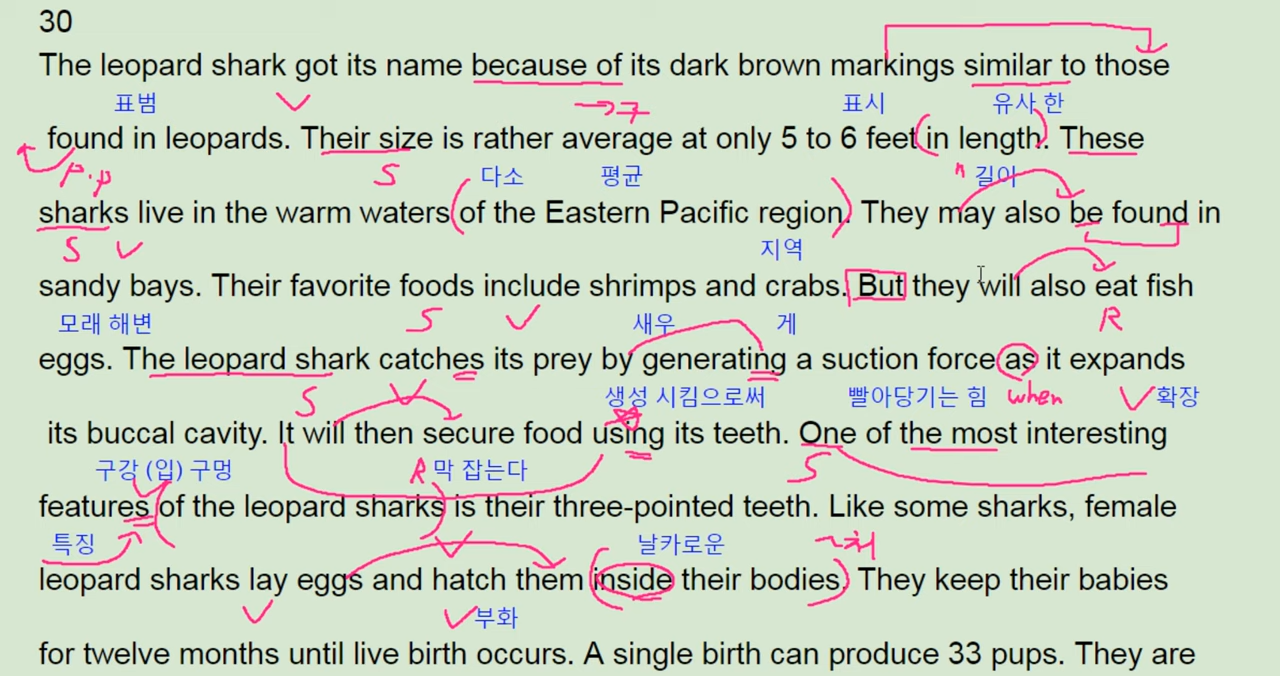 30
The leopard shark got its name because of its dark brown markings similar to those
표범 →ㄱ 표시 유사 한
found in leopards. Their size is rather average at only 5 to 6 feet in length. These
p.p S 다소 평균 길이
sharks live in the warm waters of the Eastern Pacific region. They may also be found in
S V 지역
sandy bays. Their favorite foods include shrimps and crabs. But they will also eat fish
모래 해변 S V 새우 게 R
eggs. The leopard shark catches its prey by generating a suction force as it expands
S V 생성 시킴으로써 빨아당기는 힘 when V 확장
its buccal cavity. It will then secure food using its teeth. One of the most interesting
구강 (입) 구멍 R 막 잡는다 S
features of the leopard sharks is their three-pointed teeth. Like some sharks, female
특징 V 날카로운 ~처
leopard sharks lay eggs and hatch them inside their bodies. They keep their babies
V V 부화
for twelve months until live birth occurs. A single birth can produce 33 pups. They are